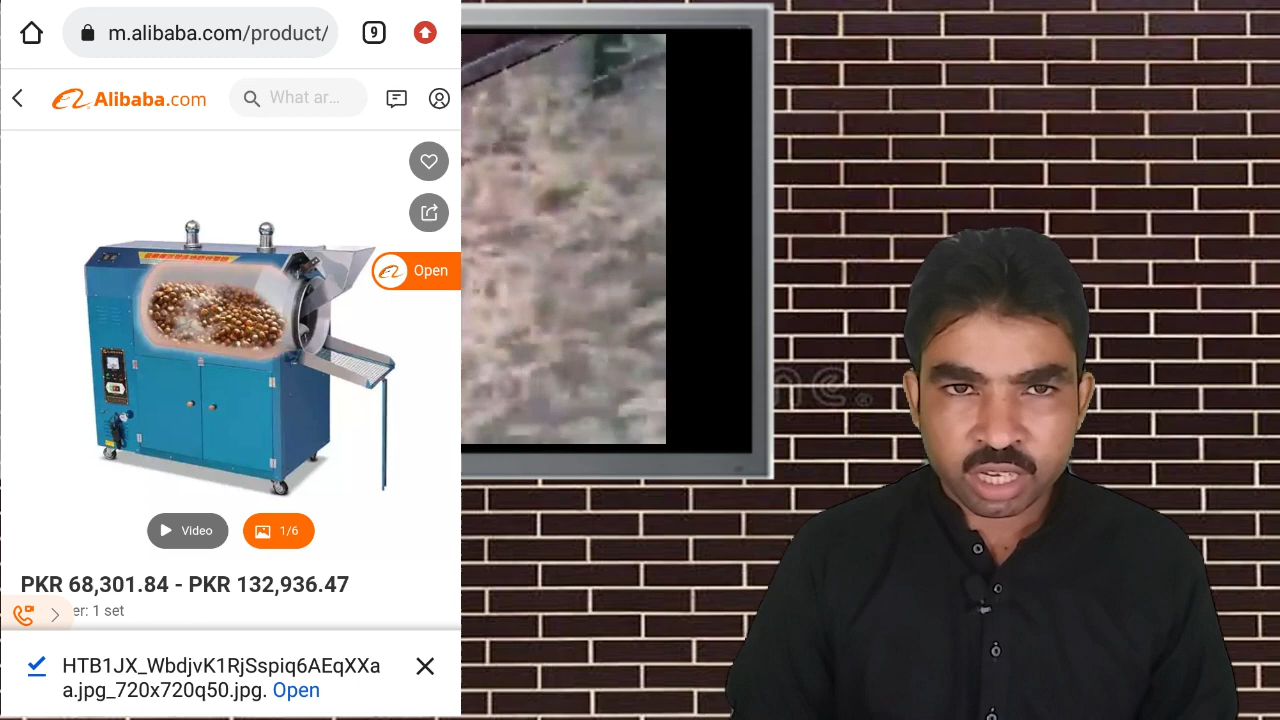 m.alibaba.com/product/
9
Alibaba.com
What ar...
Open
Video
1/6
PKR 68,301.84 - PKR 132,936.47
er: 1 set
HTB1JX_WbdjvK1RjSspiq6AEqXXa
a.jpg_720x720q50.jpg. Open
ne.®